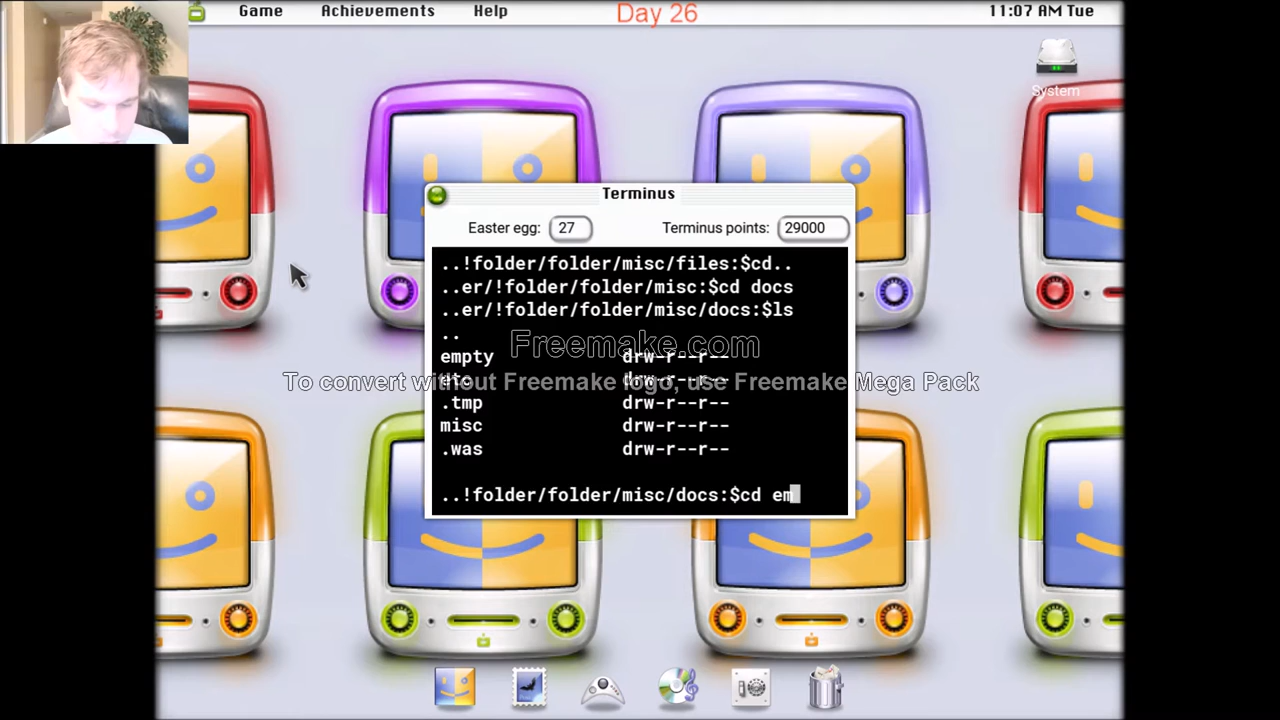 Game Achievements Help Day 26 11:07 AM Tue
System
Terminus
Easter egg: 27 Terminus points: 29000
..!folder/folder/misc/files:$cd..
..er/!folder/folder/misc:$cd docs
..er/!folder/folder/misc/docs:$ls
..
Freemake.com
empty drw-r--r--
etc drw-r--r--
To convert without Freemake logo, use Freemake Mega Pack
.tmp drw-r--r--
misc drw-r--r--
.was drw-r--r--
..!folder/folder/misc/docs:$cd em